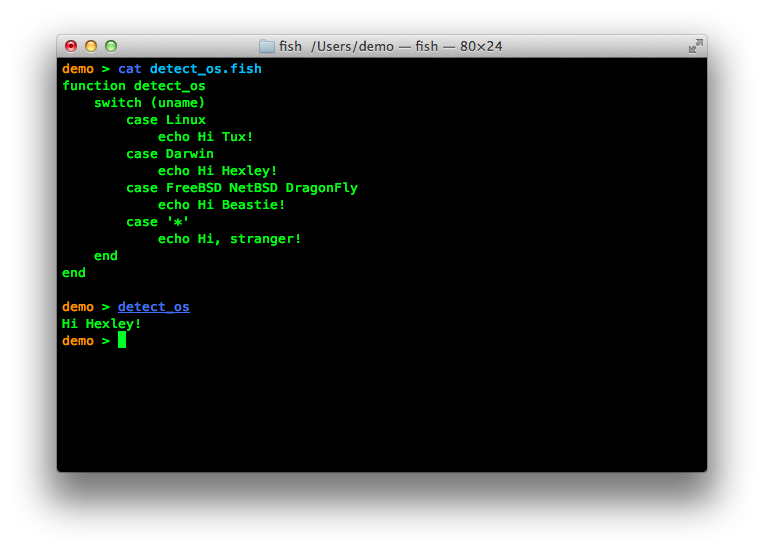 fish /Users/demo — fish — 80×24
demo > cat detect_os.fish
function detect_os
    switch (uname)
        case Linux
            echo Hi Tux!
        case Darwin
            echo Hi Hexley!
        case FreeBSD NetBSD DragonFly
            echo Hi Beastie!
        case '*'
            echo Hi, stranger!
    end
end

demo > detect_os
Hi Hexley!
demo >